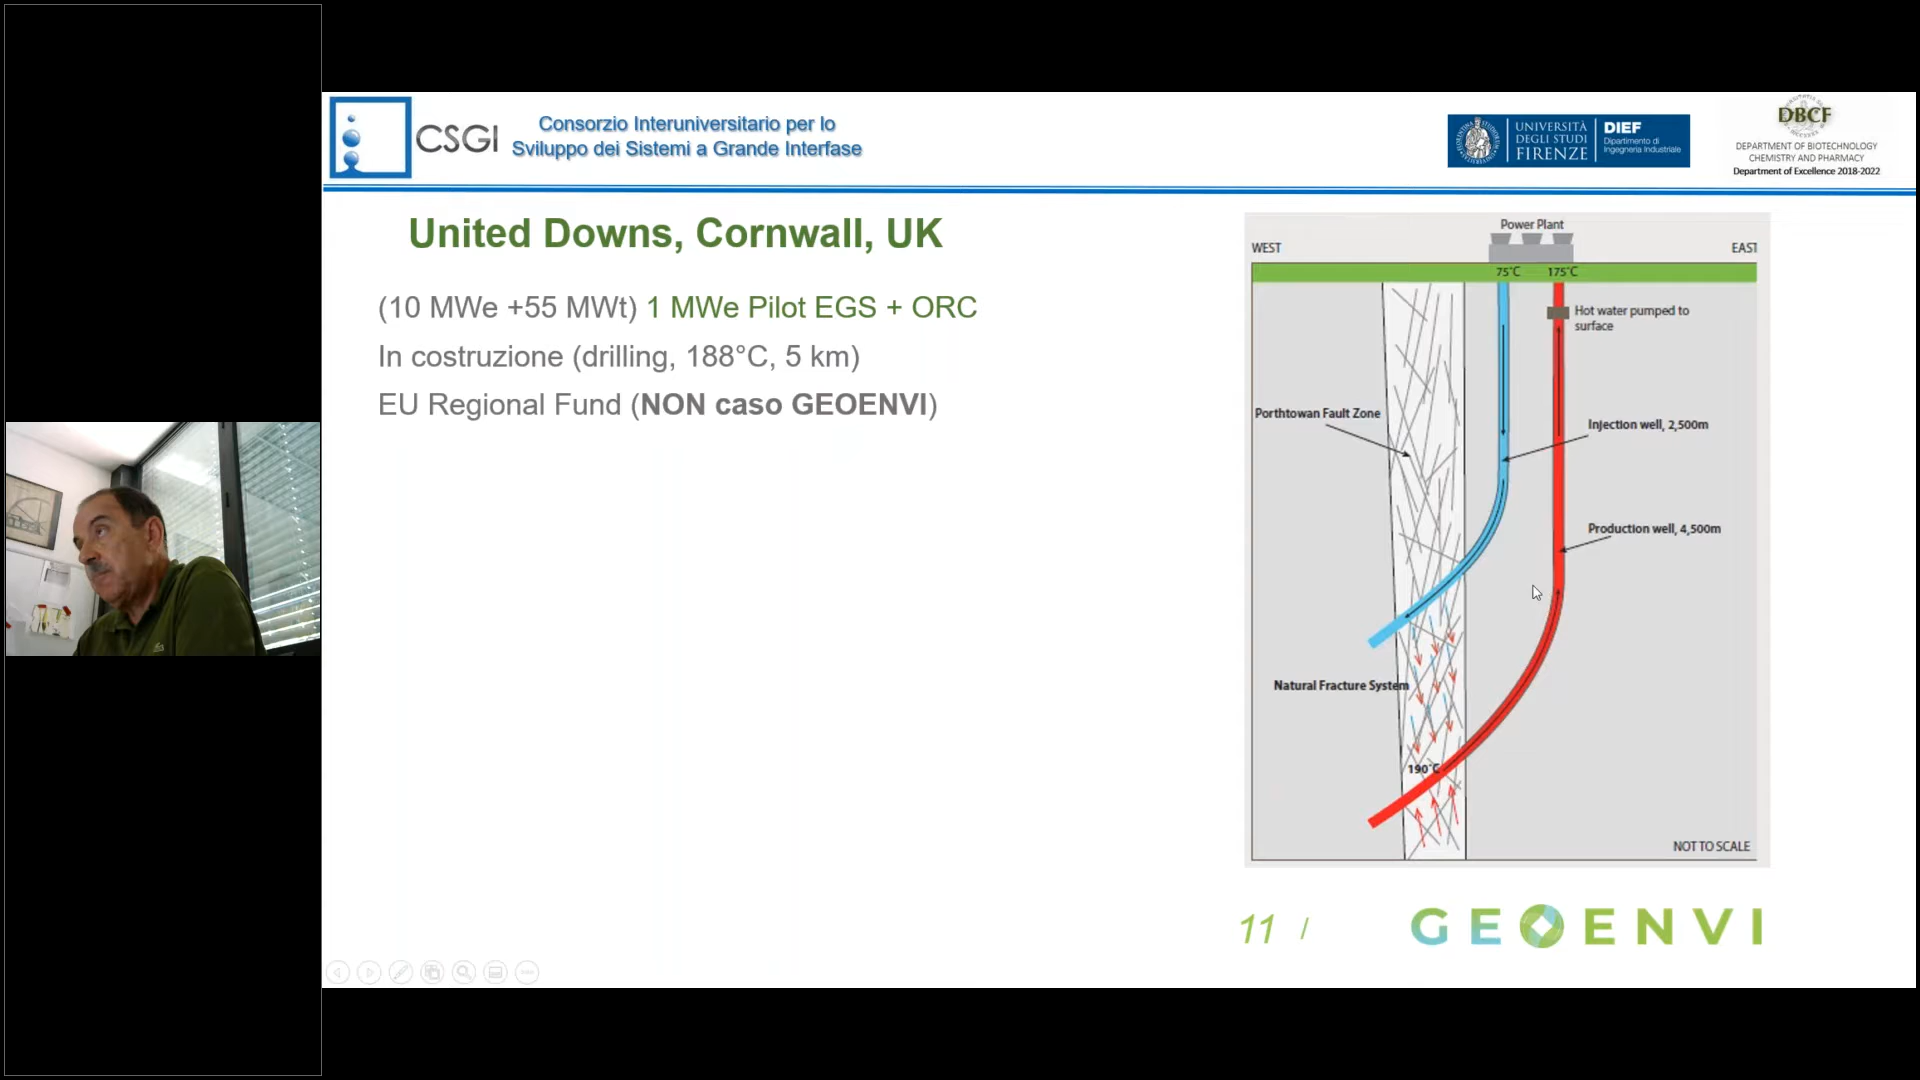 CSGI
Consorzio Interuniversitario per lo
Sviluppo dei Sistemi a Grande Interfase
UNIVERSITÀ
DEGLI STUDI
FIRENZE
DIEF
Dipartimento di
Ingegneria Industriale
DBCF
DEPARTMENT OF BIOTECHNOLOGY
CHEMISTRY AND PHARMACY
Department of Excellence 2018-2022
United Downs, Cornwall, UK
(10 MWe +55 MWt) 1 MWe Pilot EGS + ORC
In costruzione (drilling, 188°C, 5 km)
EU Regional Fund (NON caso GEOENVI)
Power Plant
WEST
EAST
75°C
175°C
Hot water pumped to
surface
Porthtowan Fault Zone
Injection well, 2,500m
Production well, 4,500m
Natural Fracture System
190°C
NOT TO SCALE
11 /
GEOENVI